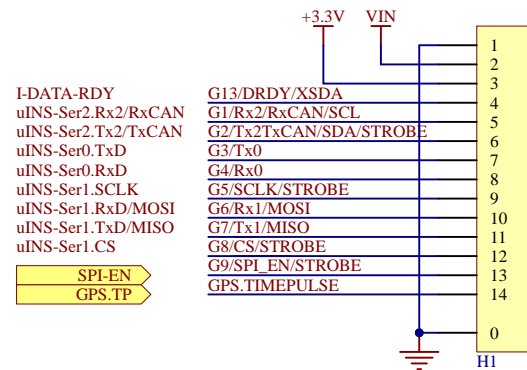 +3.3V VIN
1
2
3
I-DATA-RDY G13/DRDY/XSDA 4
uINS-Ser2.Rx2/RxCAN G1/Rx2/RxCAN/SCL 5
uINS-Ser2.Tx2/TxCAN G2/Tx2TxCAN/SDA/STROBE 6
uINS-Ser0.TxD G3/Tx0 7
uINS-Ser0.RxD G4/Rx0 8
uINS-Ser1.SCLK G5/SCLK/STROBE 9
uINS-Ser1.RxD/MOSI G6/Rx1/MOSI 10
uINS-Ser1.TxD/MISO G7/Tx1/MISO 11
uINS-Ser1.CS G8/CS/STROBE 12
SPI-EN G9/SPI_EN/STROBE 13
GPS.TP GPS.TIMEPULSE 14
0
H1